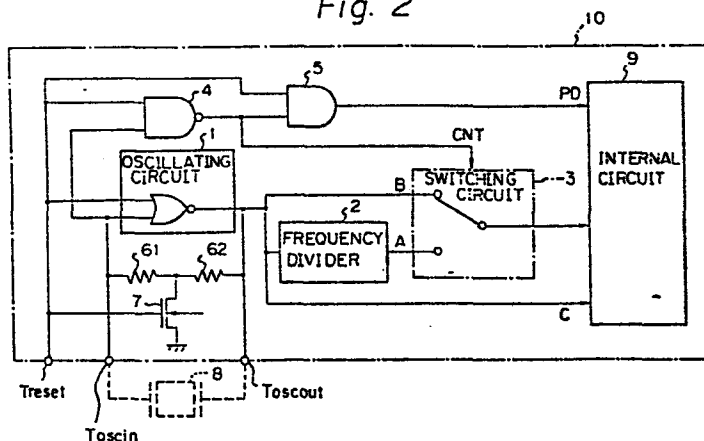 Fig. 2
10
5
9
4
PD
1
CNT
OSCILLATING
CIRCUIT
INTERNAL
CIRCUIT
B
SWITCHING
CIRCUIT
3
2
FREQUENCY
DIVIDER
A
61
62
7
C
8
Treset
Toscout
Toscin